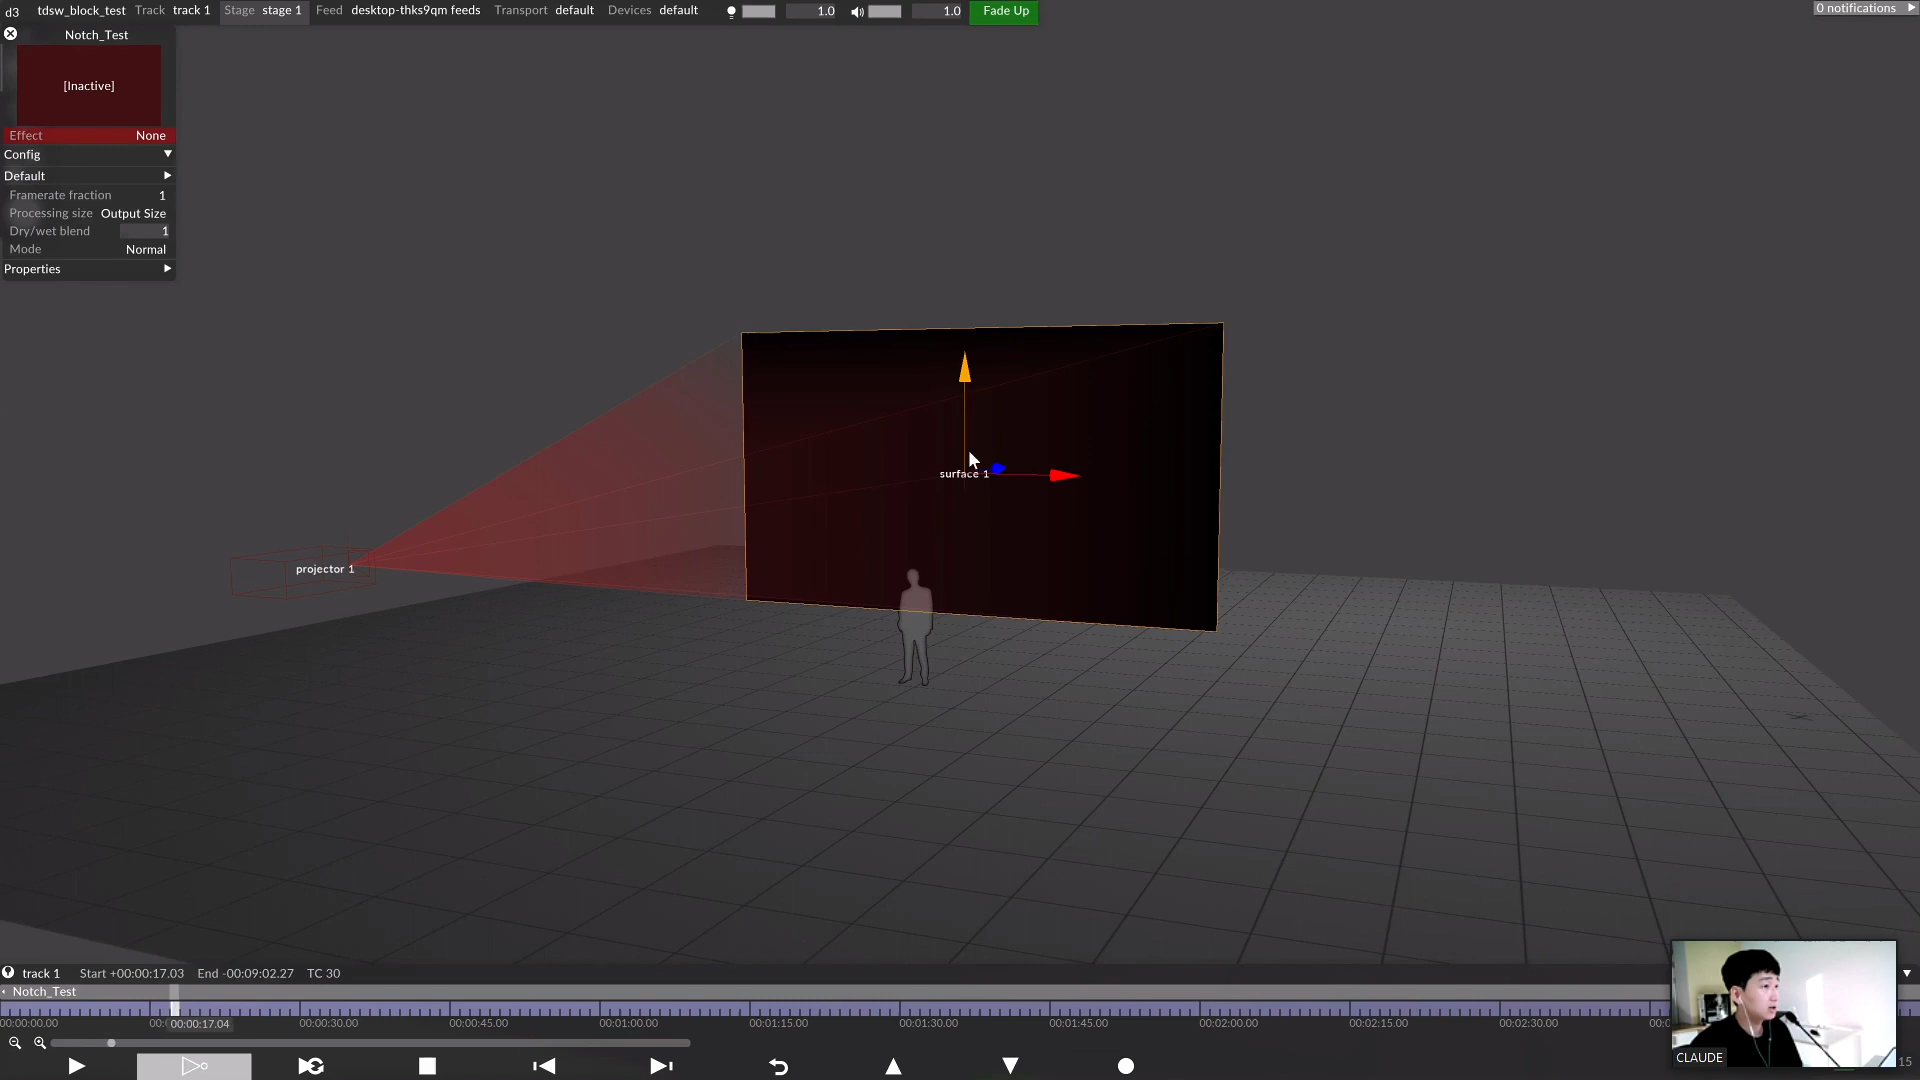 d3 tdsw_block_test Track track 1 Stage stage 1 Feed desktop-thks9qm feeds Transport default Devices default 1.0 1.0 Fade Up 0 notifications
Notch_Test
[Inactive]
Effect None
Config
Default
Framerate fraction 1
Processing size Output Size
Dry/wet blend 1
Mode Normal
Properties
surface 1
projector 1
track 1 Start +00:00:17.03 End -00:09:02.27 TC 30
Notch_Test
00:00:00.00 00:00:17.04 00:00:30.00 00:00:45.00 00:01:00.00 00:01:15.00 00:01:30.00 00:01:45.00 00:02:00.00 00:02:15.00 00:02:30.00
CLAUDE
15